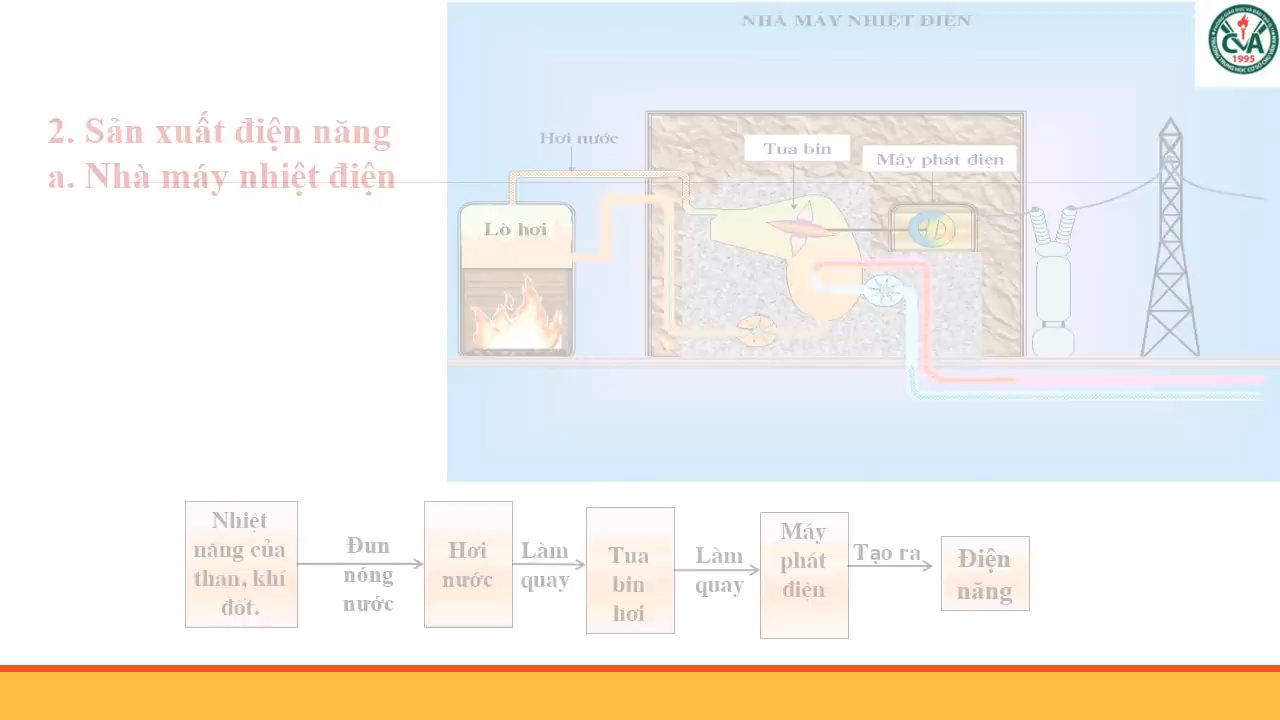 NHÀ MÁY NHIỆT ĐIỆN
CVA
1995
2. Sản xuất điện năng
a. Nhà máy nhiệt điện
Hơi nước
Tua bin
Máy phát điện
Lò hơi
Nhiệt
năng của
than, khí
đốt.
Đun
nóng
nước
Hơi
nước
Làm
quay
Tua
bin
hơi
Làm
quay
Máy
phát
điện
Tạo ra
Điện
năng